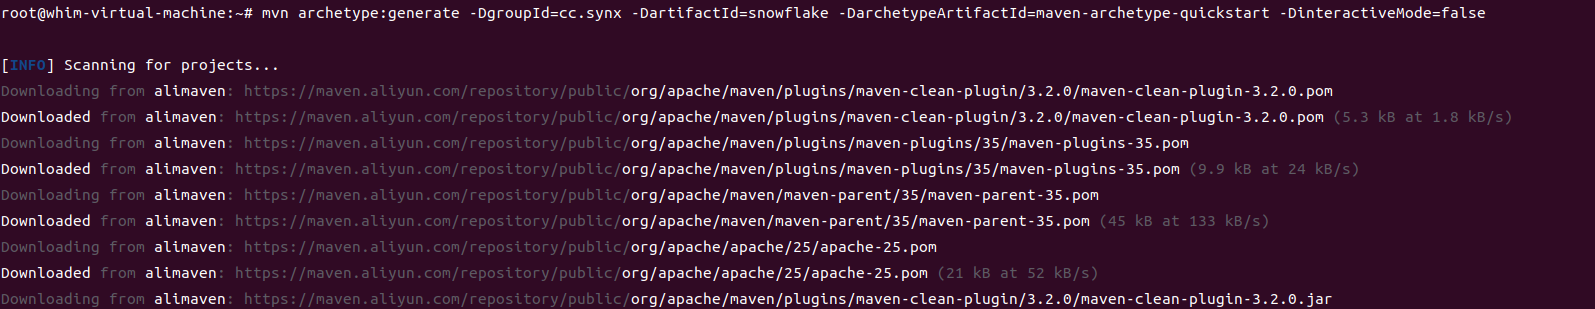 root@whim-virtual-machine:~# mvn archetype:generate -DgroupId=cc.synx -DartifactId=snowflake -DarchetypeArtifactId=maven-archetype-quickstart -DinteractiveMode=false
[INFO] Scanning for projects...
Downloading from alimaven: https://maven.aliyun.com/repository/public/org/apache/maven/plugins/maven-clean-plugin/3.2.0/maven-clean-plugin-3.2.0.pom
Downloaded from alimaven: https://maven.aliyun.com/repository/public/org/apache/maven/plugins/maven-clean-plugin/3.2.0/maven-clean-plugin-3.2.0.pom (5.3 kB at 1.8 kB/s)
Downloading from alimaven: https://maven.aliyun.com/repository/public/org/apache/maven/plugins/maven-plugins/35/maven-plugins-35.pom
Downloaded from alimaven: https://maven.aliyun.com/repository/public/org/apache/maven/plugins/maven-plugins/35/maven-plugins-35.pom (9.9 kB at 24 kB/s)
Downloading from alimaven: https://maven.aliyun.com/repository/public/org/apache/maven/maven-parent/35/maven-parent-35.pom
Downloaded from alimaven: https://maven.aliyun.com/repository/public/org/apache/maven/maven-parent/35/maven-parent-35.pom (45 kB at 133 kB/s)
Downloading from alimaven: https://maven.aliyun.com/repository/public/org/apache/apache/25/apache-25.pom
Downloaded from alimaven: https://maven.aliyun.com/repository/public/org/apache/apache/25/apache-25.pom (21 kB at 52 kB/s)
Downloading from alimaven: https://maven.aliyun.com/repository/public/org/apache/maven/plugins/maven-clean-plugin/3.2.0/maven-clean-plugin-3.2.0.jar